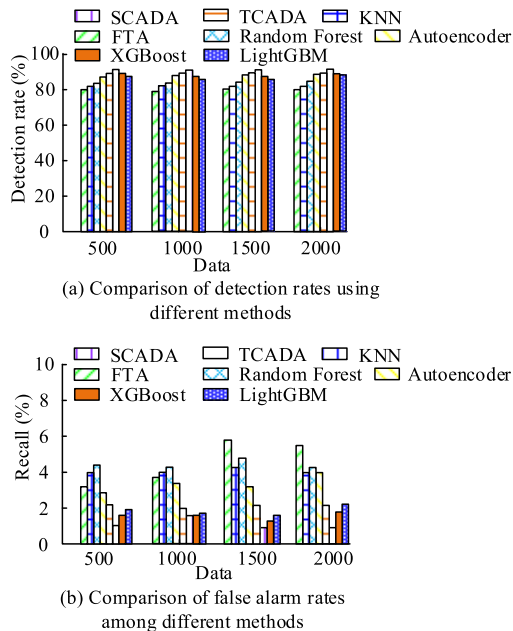 SCADA TCADA KNN
FTA Random Forest Autoencoder
XGBoost LightGBM
Detection rate (%)
100
80
60
40
20
0
500 1000 1500 2000
Data
(a) Comparison of detection rates using
different methods
SCADA TCADA KNN
FTA Random Forest Autoencoder
XGBoost LightGBM
Recall (%)
10
8
6
4
2
0
500 1000 1500 2000
Data
(b) Comparison of false alarm rates
among different methods